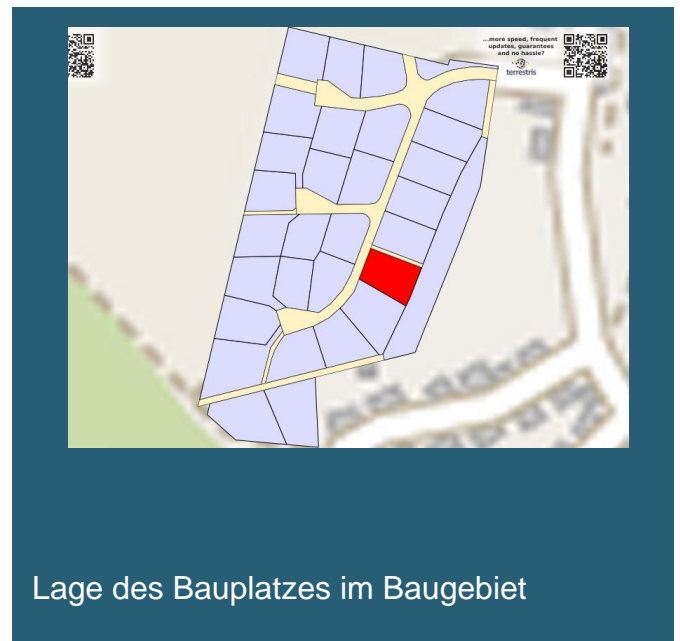 ...more speed, frequent
updates, guarantees
and no hassle?
terrestris
Lage des Bauplatzes im Baugebiet